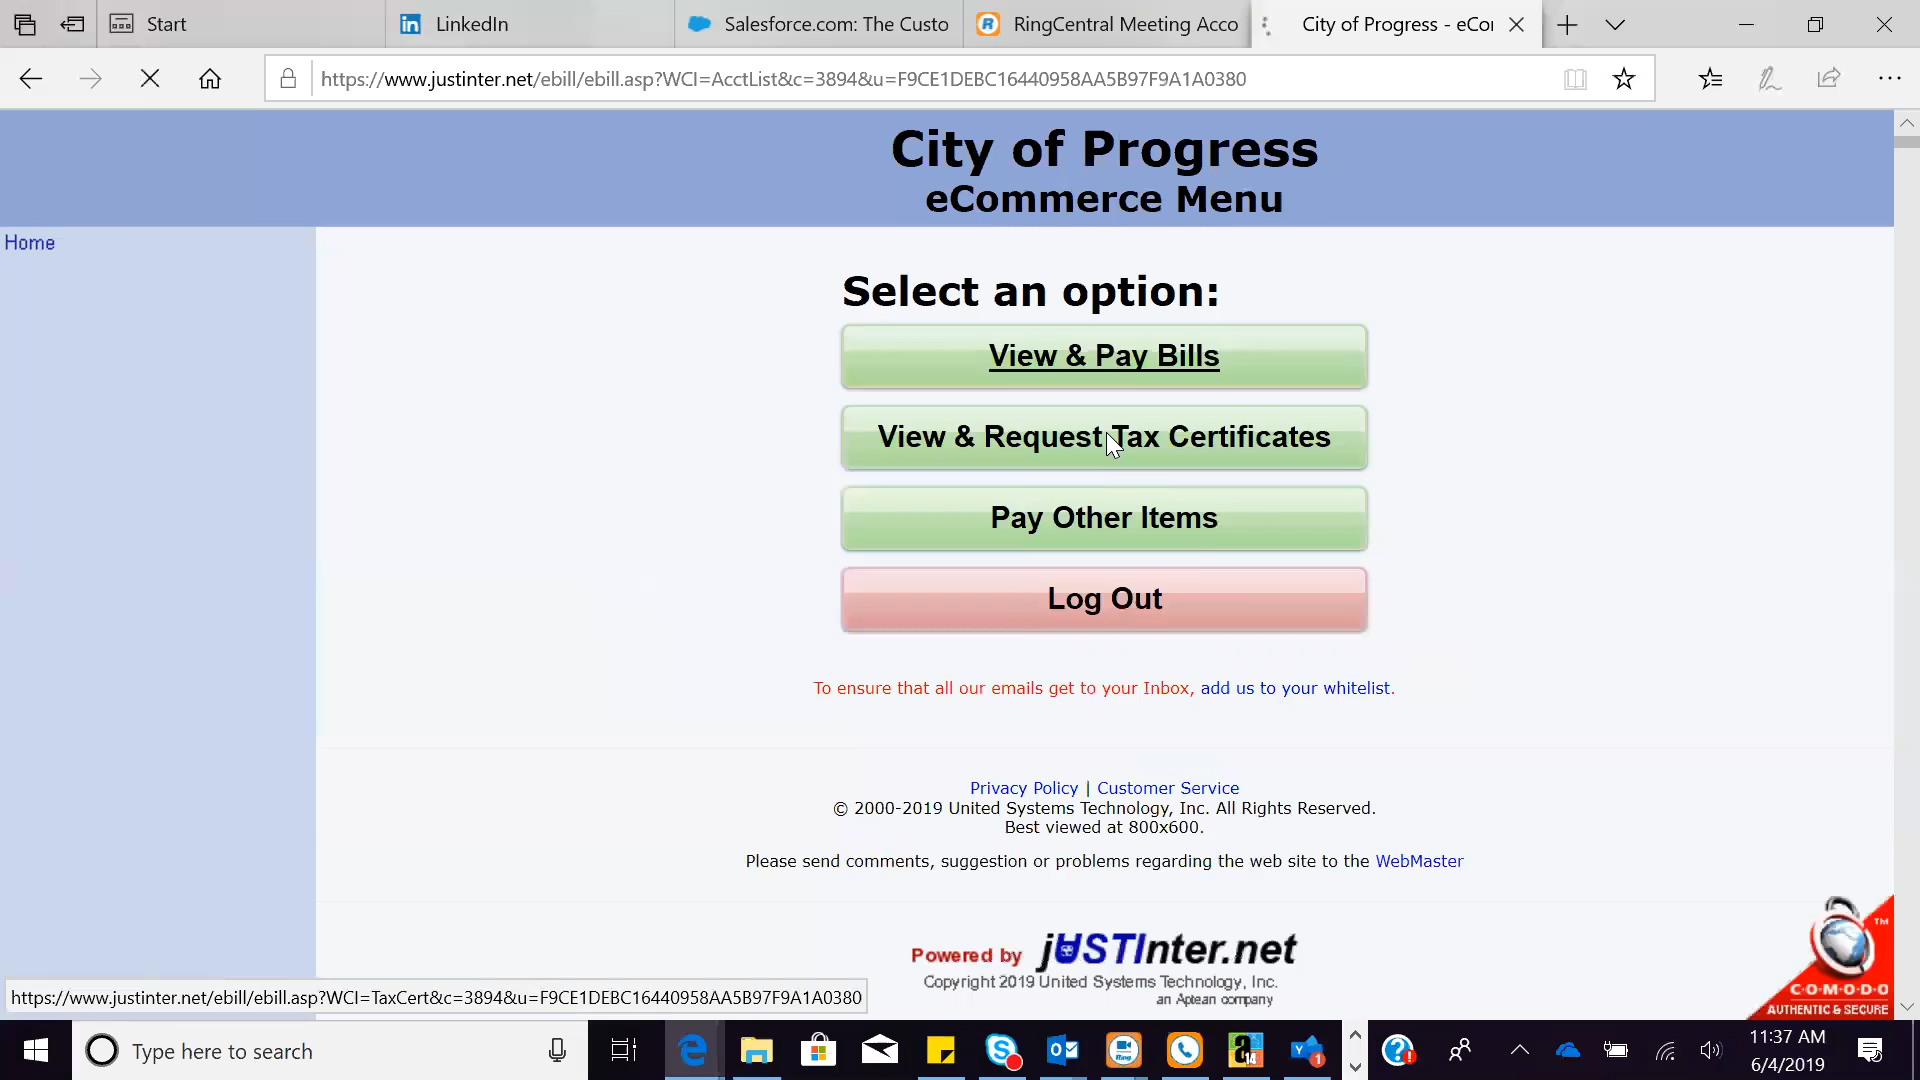 Start
LinkedIn
Salesforce.com: The Custo
RingCentral Meeting Acco
City of Progress - eCor
https://www.justinter.net/ebill/ebill.asp?WCI=AcctList&c=3894&u=F9CE1DEBC16440958AA5B97F9A1A0380
City of Progress
eCommerce Menu
Home
Select an option:
View & Pay Bills
View & Request Tax Certificates
Pay Other Items
Log Out
To ensure that all our emails get to your Inbox, add us to your whitelist.
Privacy Policy | Customer Service
© 2000-2019 United Systems Technology, Inc. All Rights Reserved.
Best viewed at 800x600.
Please send comments, suggestion or problems regarding the web site to the WebMaster
Powered by jUSTInter.net
Copyright 2019 United Systems Technology, Inc.
an Aptean company
TM
C·O·M·O·D·O
AUTHENTIC & SECURE
https://www.justinter.net/ebill/ebill.asp?WCI=TaxCert&c=3894&u=F9CE1DEBC16440958AA5B97F9A1A0380
Type here to search
11:37 AM
6/4/2019